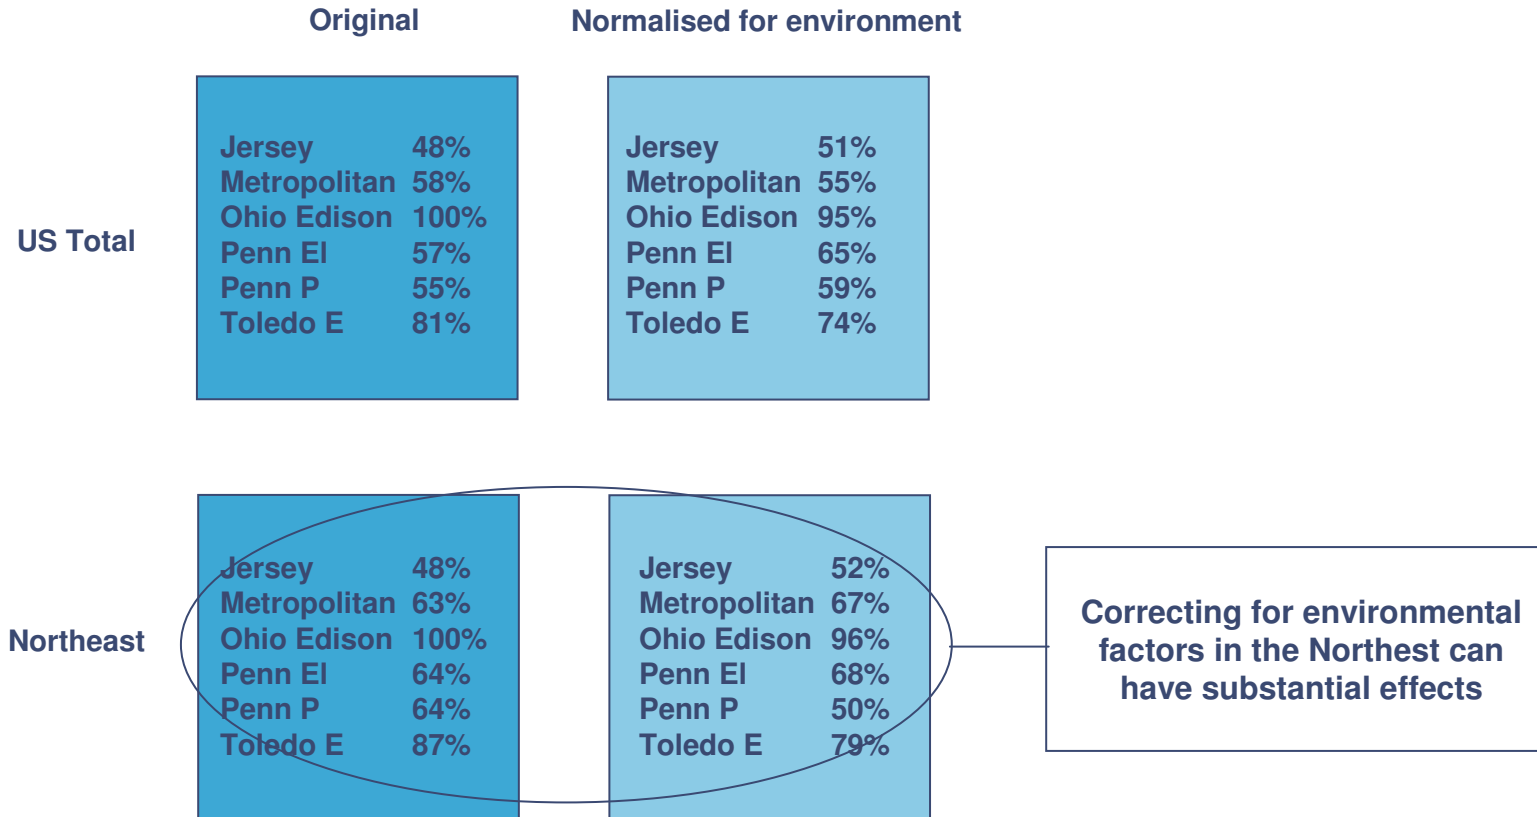 Original
Normalised for environment
US Total
Jersey 48%
Metropolitan 58%
Ohio Edison 100%
Penn El 57%
Penn P 55%
Toledo E 81%
Jersey 51%
Metropolitan 55%
Ohio Edison 95%
Penn El 65%
Penn P 59%
Toledo E 74%
Northeast
Jersey 48%
Metropolitan 63%
Ohio Edison 100%
Penn El 64%
Penn P 64%
Toledo E 87%
Jersey 52%
Metropolitan 67%
Ohio Edison 96%
Penn El 68%
Penn P 50%
Toledo E 79%
Correcting for environmental
factors in the Northest can
have substantial effects